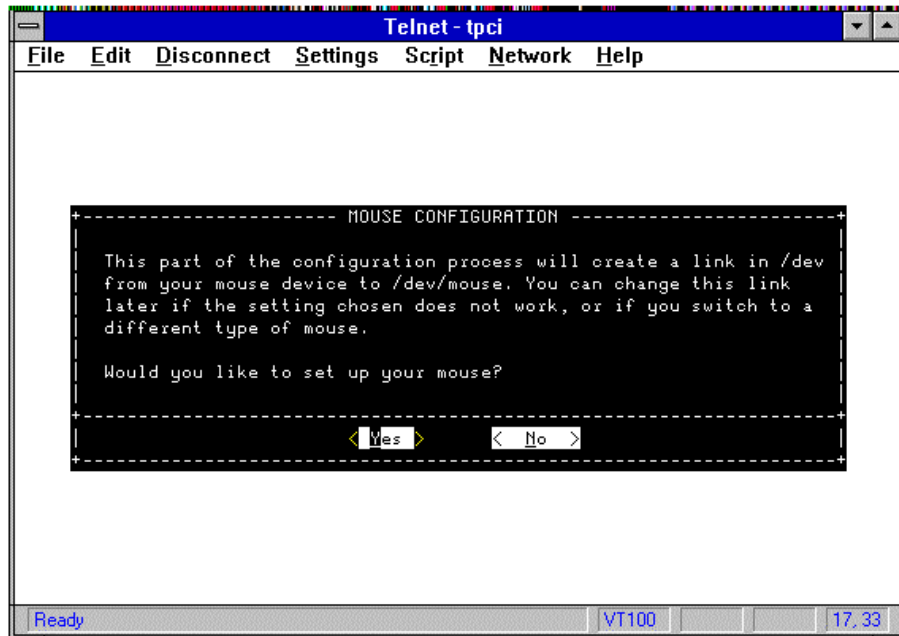 Telnet - tpci
File Edit Disconnect Settings Script Network Help
MOUSE CONFIGURATION
This part of the configuration process will create a link in /dev
from your mouse device to /dev/mouse. You can change this link
later if the setting chosen does not work, or if you switch to a
different type of mouse.
Would you like to set up your mouse?
< Yes > < No >
Ready VT100 17, 33